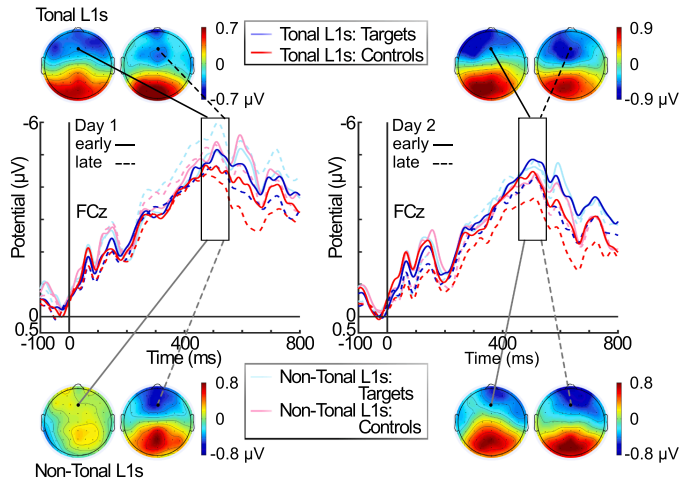 Tonal L1s
0.7
0
-0.7 µV
Tonal L1s: Targets
Tonal L1s: Controls
0.9
0
-0.9 µV
-6
Day 1
early
late
FCz
Potential (µV)
0
0.5
-100 0 400 800
Time (ms)
-6
Day 2
early
late
FCz
Potential (µV)
0
0.5
-100 0 400 800
Time (ms)
0.8
0
-0.8 µV
Non-Tonal L1s
Non-Tonal L1s:
Targets
Non-Tonal L1s:
Controls
0.8
0
-0.8 µV